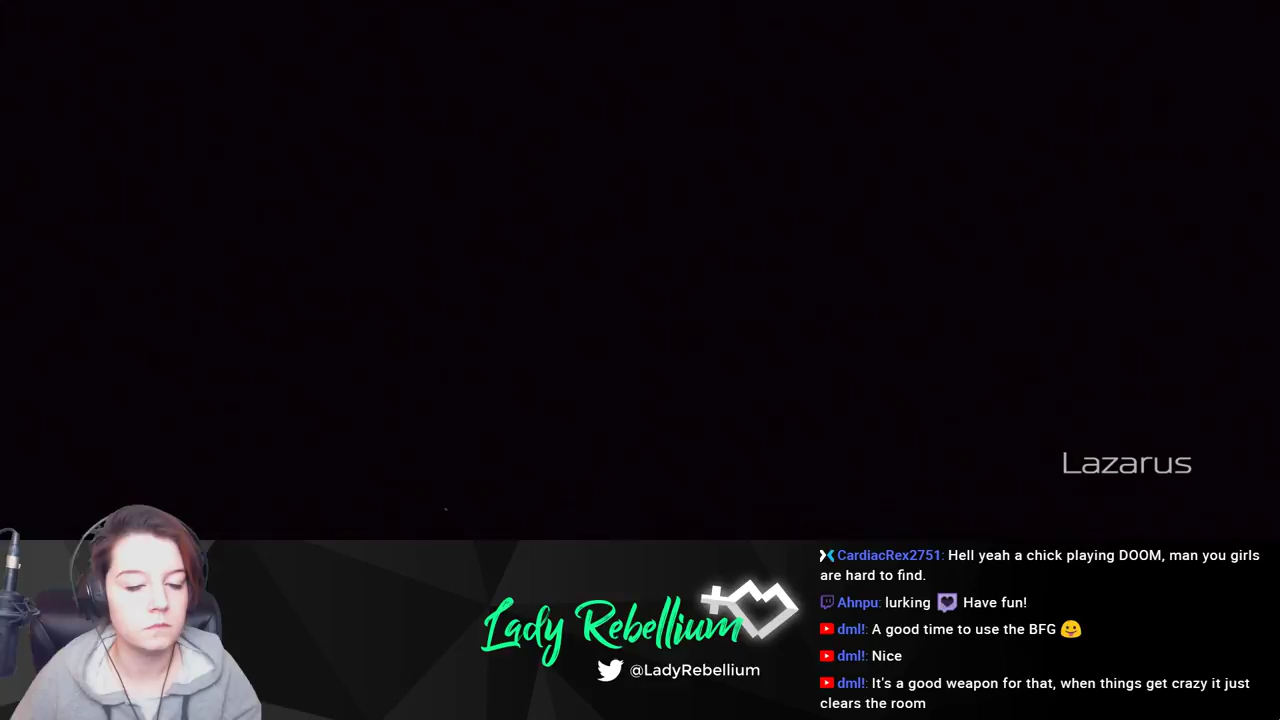 Lazarus
CardiacRex2751: Hell yeah a chick playing DOOM, man you girls
are hard to find.
Ahnpu: lurking Have fun!
dml!: A good time to use the BFG 😛
dml!: Nice
dml!: It's a good weapon for that, when things get crazy it just
clears the room
Lady Rebellium
@LadyRebellium